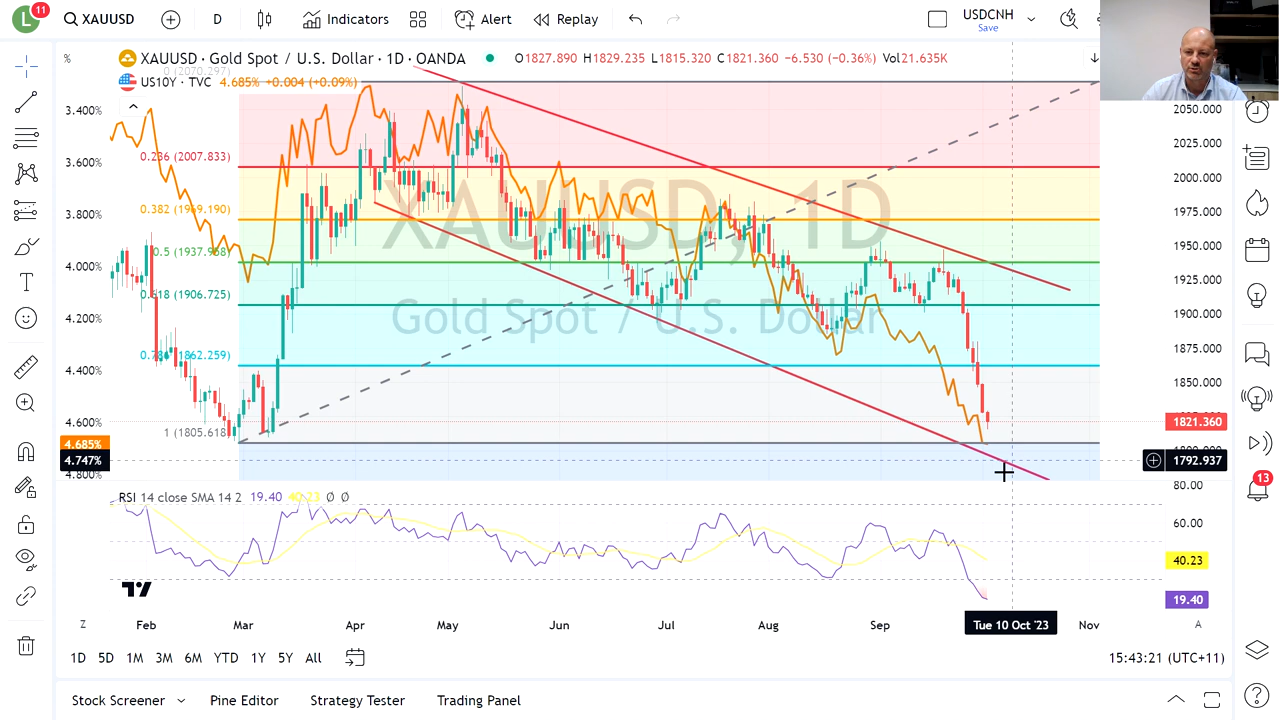 L 11 XAUUSD D Indicators Alert Replay USDCNH Save
% XAUUSD · Gold Spot / U.S. Dollar · 1D · OANDA O1827.890 H1829.235 L1815.320 C1821.360 −6.530 (−0.36%) Vol21.635K
0 (2070.297)
US10Y · TVC 4.685% +0.004 (+0.09%)
3.400% 2050.000
2025.000
3.600% 0.236 (2007.833)
2000.000
3.800% 0.382 (1969.190) 1975.000
XAUUSD, 1D
0.5 (1937.958) 1950.000
4.000% 1925.000
0.618 (1906.725)
4.200% Gold Spot / U.S. Dollar 1900.000
0.786 (1862.259) 1875.000
4.400% 1850.000
4.600% 1821.360
1 (1805.618)
4.685%
4.747% 1792.937
4.800%
80.00
RSI 14 close SMA 14 2 19.40 40.23 Ø Ø
60.00
40.23
19.40
Z Feb Mar Apr May Jun Jul Aug Sep Tue 10 Oct '23 Nov A
1D 5D 1M 3M 6M YTD 1Y 5Y All 15:43:21 (UTC+11)
Stock Screener Pine Editor Strategy Tester Trading Panel
13